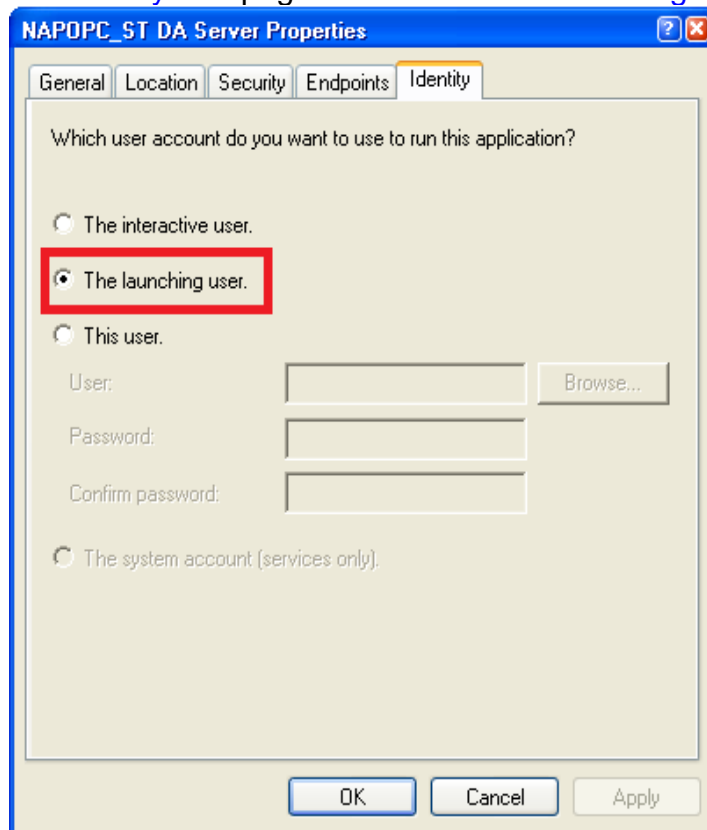 NAPOPC_ST DA Server Properties
General Location Security Endpoints Identity
Which user account do you want to use to run this application?
The interactive user.
The launching user.
This user.
User:
Browse...
Password:
Confirm password:
The system account (services only).
OK Cancel Apply